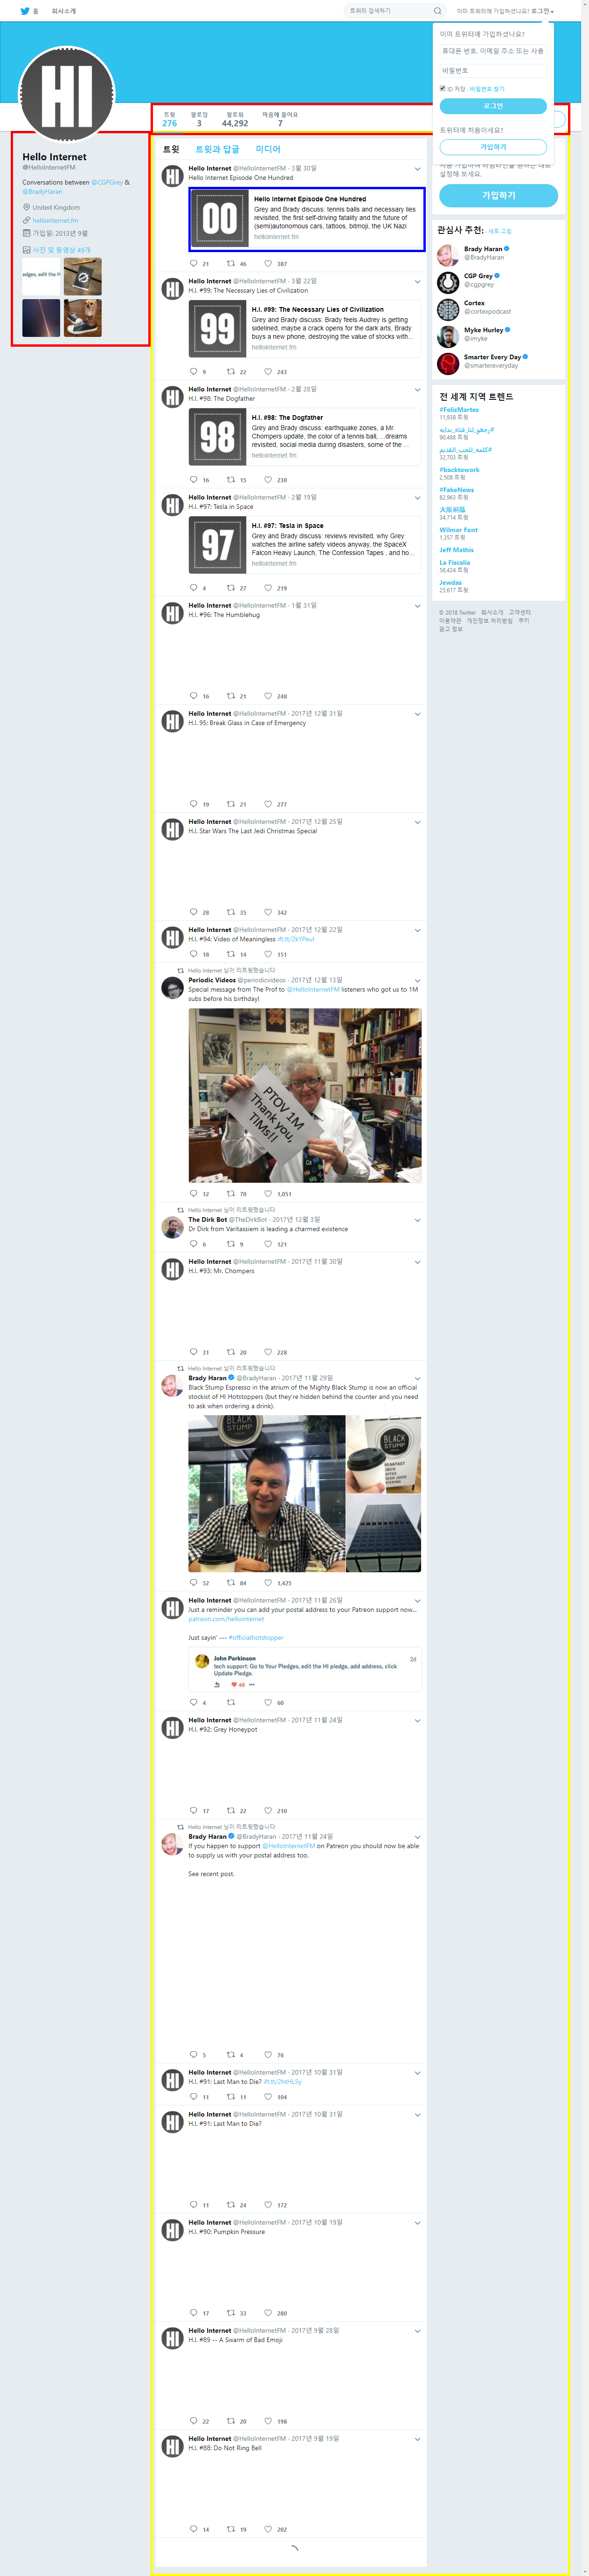 홈 회사소개
트위터 검색하기
이미 트위터에 가입하셨나요? 로그인
이미 트위터에 가입하셨나요?
휴대폰 번호, 이메일 주소 또는 사용
비밀번호
ID 저장 · 비밀번호 찾기
로그인
트위터에 처음이세요?
가입하기
설정해 보세요.
가입하기
HI
트윗 팔로잉 팔로워 마음에 들어요
276 3 44,292 7
Hello Internet
@HelloInternetFM
Conversations between @CGPGrey &
@BradyHaran
United Kingdom
hellointernet.fm
가입일: 2013년 9월
사진 및 동영상 49개
edges, edit the H
트윗 트윗과 답글 미디어
Hello Internet @HelloInternetFM · 3월 30일
Hello Internet Episode One Hundred
00
Hello Internet Episode One Hundred
Grey and Brady discuss: tennis balls and necklaces
revisited, the first self-driving fatality and the future of
(semi)autonomous cars, tattoos, bitmoji, the UK Nazi
hellointernet.fm
21 46 387
Hello Internet @HelloInternetFM · 3월 22일
H.I. #99: The Necessary Lies of Civilization
99
H.I. #99: The Necessary Lies of Civilization
Grey and Brady discuss: Brady feels Audrey is getting
sidelined, maybe a crack opens for the dark arts, Brady
buys a new phone, destroying the value of stocks with...
hellointernet.fm
9 22 243
Hello Internet @HelloInternetFM · 2월 28일
H.I. #98: The Dogfather
98
H.I. #98: The Dogfather
Grey and Brady discuss: earthquake zones, a Mr.
Chompers update, the color of a tennis ball, ...dreams
revisited, social media during disasters, some of the ...
hellointernet.fm
16 15 230
Hello Internet @HelloInternetFM · 2월 19일
H.I. #97: Tesla in Space
97
H.I. #97: Tesla in Space
Grey and Brady discuss: reviews revisited, why Grey
watches the airline safety videos anyway, the SpaceX
Falcon Heavy Launch, The Confession Tapes , and ho...
hellointernet.fm
4 27 219
Hello Internet @HelloInternetFM · 1월 31일
H.I. #96: The Humblehug
16 21 248
Hello Internet @HelloInternetFM · 2017년 12월 31일
H.I. 95: Break Glass in Case of Emergency
19 21 277
Hello Internet @HelloInternetFM · 2017년 12월 25일
H.I. Star Wars The Last Jedi Christmas Special
28 35 342
Hello Internet @HelloInternetFM · 2017년 12월 22일
H.I. #94: Video of Meaningless ift.tt/2kYPeul
18 14 151
Hello Internet 님이 리트윗했습니다
Periodic Videos @periodicvideos · 2017년 12월 13일
Special message from The Prof to @HelloInternetFM listeners who got us to 1M
subs before his birthday!
PTOV 1M
Thank you,
TIMs!!
12 70 1,051
Hello Internet 님이 리트윗했습니다
The Dirk Bot @TheDirkBot · 2017년 12월 3일
Dr Dirk from Varitassiem is leading a charmed existence
6 9 121
Hello Internet @HelloInternetFM · 2017년 11월 30일
H.I. #93: Mr. Chompers
31 20 228
Hello Internet 님이 리트윗했습니다
Brady Haran @BradyHaran · 2017년 11월 29일
Black Stump Espresso in the atrium of the Mighty Black Stump is now an official
stockist of HI Hotstoppers (but they're hidden behind the counter and you need
to ask when ordering a drink).
BLACK
STUMP
52 84 1,425
Hello Internet @HelloInternetFM · 2017년 11월 26일
Just a reminder you can add your postal address to your Patreon support now...
patreon.com/hellointernet
Just sayin' --- #officialhotstopper
John Parkinson 2d
tech support: Go to Your Pledges, edit the HI pledge, add address, click
Update Pledge.
46
4 60
Hello Internet @HelloInternetFM · 2017년 11월 24일
H.I. #92: Grey Honeypot
17 22 210
Hello Internet 님이 리트윗했습니다
Brady Haran @BradyHaran · 2017년 11월 24일
If you happen to support @HelloInternetFM on Patreon you should now be able
to supply us with your postal address too.
See recent post.
5 4 76
Hello Internet @HelloInternetFM · 2017년 10월 31일
H.I. #91: Last Man to Die? ift.tt/2htHLSy
11 11 104
Hello Internet @HelloInternetFM · 2017년 10월 31일
H.I. #91: Last Man to Die?
11 24 172
Hello Internet @HelloInternetFM · 2017년 10월 19일
H.I. #90: Pumpkin Pressure
17 33 280
Hello Internet @HelloInternetFM · 2017년 9월 28일
H.I. #89 -- A Swarm of Bad Emoji
22 20 198
Hello Internet @HelloInternetFM · 2017년 9월 19일
H.I. #88: Do Not Ring Bell
14 19 202
관심사 추천: · 새로 고침
Brady Haran
@BradyHaran
CGP Grey
@cgpgrey
Cortex
@cortexpodcast
Myke Hurley
@imyke
Smarter Every Day
@smartereveryday
전 세계 지역 트렌드
#FelizMartes
11,938 트윗
90,488 트윗
#كلمه_للحب_القديم
32,703 트윗
#backtowork
2,508 트윗
#FakeNews
82,963 트윗
大阪桐蔭
34,714 트윗
Wilmer Font
1,357 트윗
Jeff Mathis
La Fiscalía
58,424 트윗
Jewdas
25,617 트윗
© 2018 Twitter 회사소개 고객센터
이용약관 개인정보 처리방침 쿠키
광고 정보